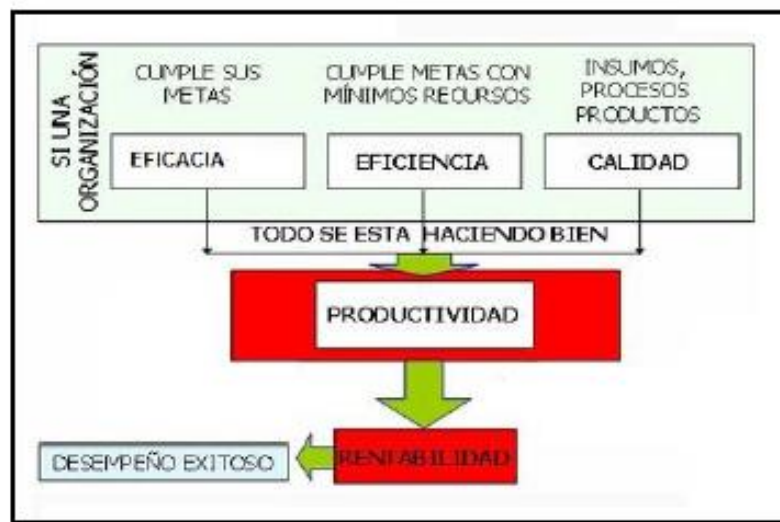 SI UNA
ORGANIZACIÓN
CUMPLE SUS
METAS
EFICACIA
CUMPLE METAS CON
MÍNIMOS RECURSOS
EFICIENCIA
INSUMOS,
PROCESOS
PRODUCTOS
CALIDAD
TODO SE ESTA HACIENDO BIEN
PRODUCTIVIDAD
RENTABILIDAD
DESEMPEÑO EXITOSO